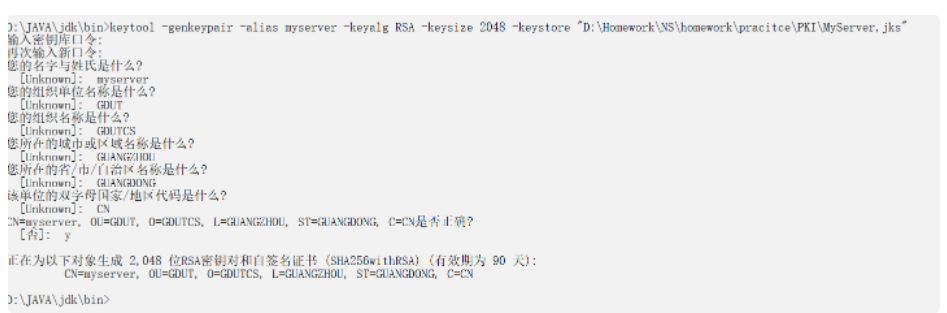 D:\JAVA\jdk\bin>keytool -genkeypair -alias myserver -keyalg RSA -keysize 2048 -keystore "D:\Homework\NS\homework\pracitce\PKI\MyServer.jks"
输入密钥库口令:
再次输入新口令:
您的名字与姓氏是什么?
[Unknown]: myserver
您的组织单位名称是什么?
[Unknown]: GDUT
您的组织名称是什么?
[Unknown]: GDUTCS
您所在的城市或区域名称是什么?
[Unknown]: GUANGZHOU
您所在的省/市/自治区名称是什么?
[Unknown]: GUANGDONG
该单位的双字母国家/地区代码是什么?
[Unknown]: CN
CN=myserver, OU=GDUT, O=GDUTCS, L=GUANGZHOU, ST=GUANGDONG, C=CN是否正确?
[否]: y
正在为以下对象生成 2,048 位RSA密钥对和自签名证书 (SHA256withRSA) (有效期为 90 天):
CN=myserver, OU=GDUT, O=GDUTCS, L=GUANGZHOU, ST=GUANGDONG, C=CN
D:\JAVA\jdk\bin>